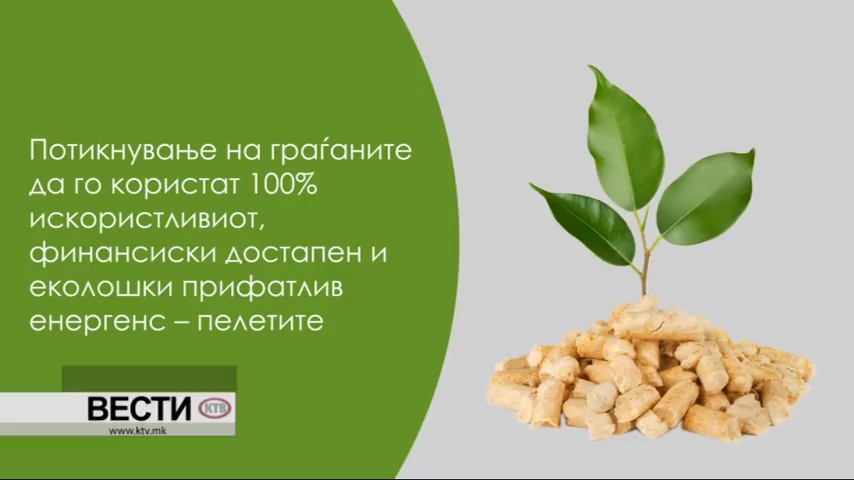 Потикнување на граѓаните
да го користат 100%
искористливиот,
финансиски достапен и
еколошки прифатлив
енергенс – пелетите
ВЕСТИ КТВ
www.ktv.mk